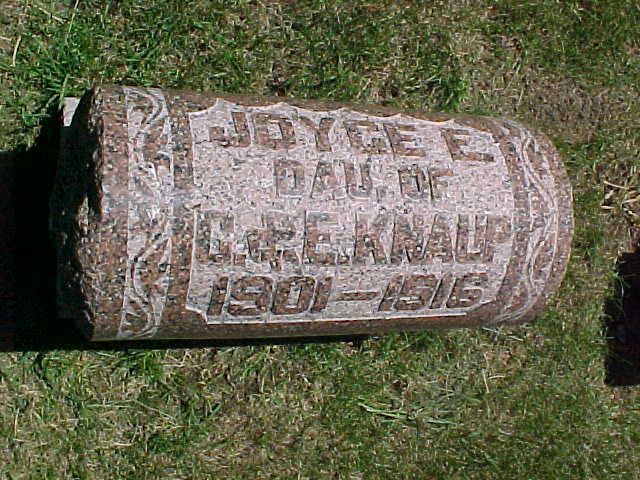 JOYCE E.
DAU. OF
C. & P. E. KNAUP
1901-1916